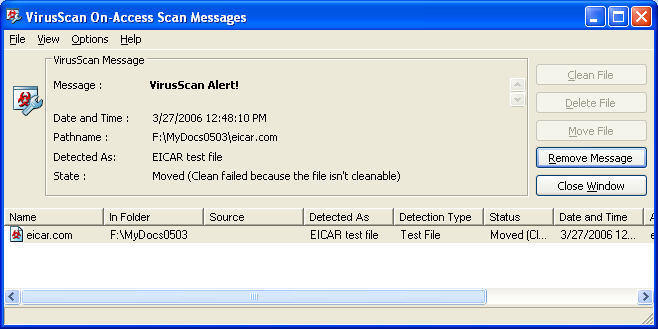 VirusScan On-Access Scan Messages
File View Options Help
VirusScan Message
Message : VirusScan Alert!
Date and Time : 3/27/2006 12:48:10 PM
Pathname : F:\MyDocs0503\eicar.com
Detected As: EICAR test file
State : Moved (Clean failed because the file isn't cleanable)
Clean File
Delete File
Move File
Remove Message
Close Window
Name In Folder Source Detected As Detection Type Status Date and Time A
eicar.com F:\MyDocs0503 EICAR test file Test File Moved (Cl... 3/27/2006 12... e